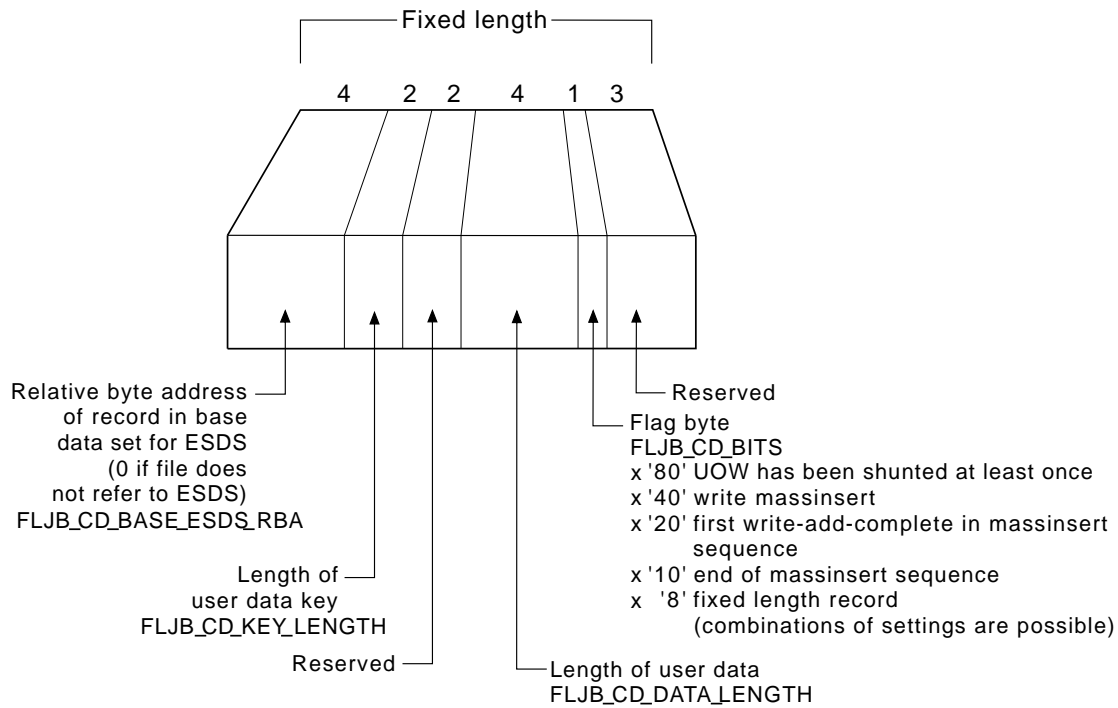 Fixed length
4 2 2 4 1 3
Relative byte address
of record in base
data set for ESDS
(0 if file does
not refer to ESDS)
FLJB_CD_BASE_ESDS_RBA
Length of
user data key
FLJB_CD_KEY_LENGTH
Reserved
Length of user data
FLJB_CD_DATA_LENGTH
Reserved
Flag byte
FLJB_CD_BITS
x '80' UOW has been shunted at least once
x '40' write massinsert
x '20' first write-add-complete in massinsert
sequence
x '10' end of massinsert sequence
x '8' fixed length record
(combinations of settings are possible)